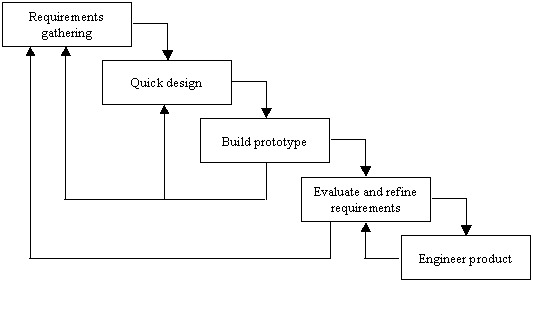 Requirements
gathering
Quick design
Build prototype
Evaluate and refine
requirements
Engineer product